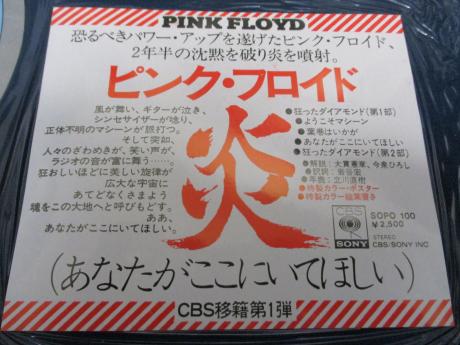 PINK FLOYD
恐るべきパワー・アップを遂げたピンク・フロイド、
2年半の沈黙を破り炎を噴射。
ピンク・フロイド
風が舞い、ギターが泣き、
シンセサイザーが唸り、
正体不明のマシーンが脈打つ。
そして突如、
人々のざわめきが、笑い声が、
ラジオの音が宙に舞う……。
狂おしいほどに美しい旋律が
広大な宇宙に
あてどなくさまよう
魂をこの大地へと呼びもどす。
ああ、
あなたがここにいてほしい。
炎
●狂ったダイアモンド(第1部)
●ようこそマシーン
●葉巻はいかが
●あなたがここにいてほしい
●狂ったダイアモンド(第2部)
●解説:大貫憲章、今泉ひろし
●訳詞:
●手書:立川直樹
●特製カラー・ポスター
●特製カラー絵葉書き
CBS
SONY
SOPO 100
¥2,500
STEREO
CBS/SONY INC
(あなたがここにいてほしい)
CBS移籍第1弾